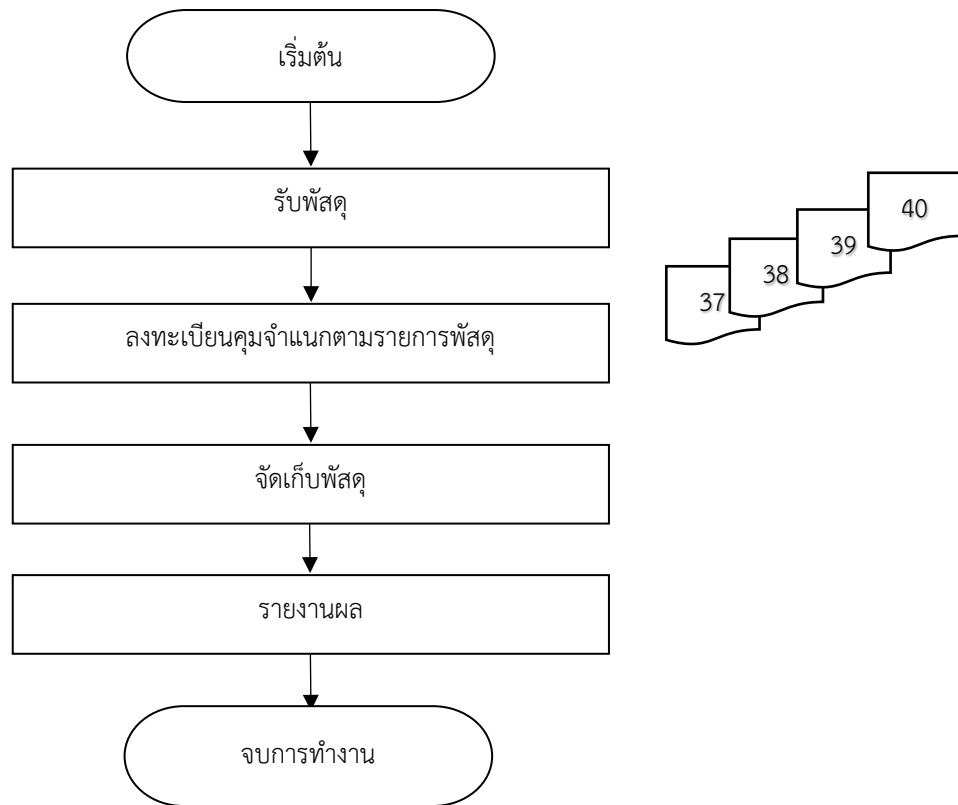 เริ่มต้น
รับพัสดุ
ลงทะเบียนคุมจำแนกตามรายการพัสดุ
จัดเก็บพัสดุ
รายงานผล
จบการทำงาน
37
38
39
40